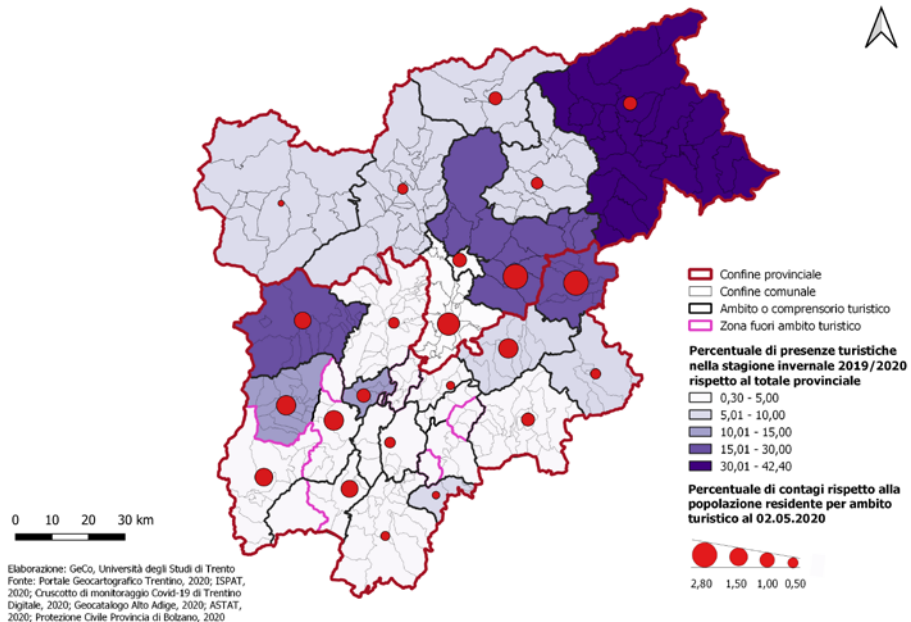 Confine provinciale
Confine comunale
Ambito o comprensorio turistico
Zona fuori ambito turistico
Percentuale di presenze turistiche
nella stagione invernale 2019/2020
rispetto al totale provinciale
0,30 - 5,00
5,01 - 10,00
10,01 - 15,00
15,01 - 30,00
30,01 - 42,40
Percentuale di contagi rispetto alla
popolazione residente per ambito
turistico al 02.05.2020
2,80 1,50 1,00 0,50
0 10 20 30 km
Elaborazione: GeCo, Università degli Studi di Trento
Fonte: Portale Geocartografico Trentino, 2020; ISPAT,
2020; Cruscotto di monitoraggio Covid-19 di Trentino
Digitale, 2020; Geocatalogo Alto Adige, 2020; ASTAT,
2020; Protezione Civile Provincia di Bolzano, 2020